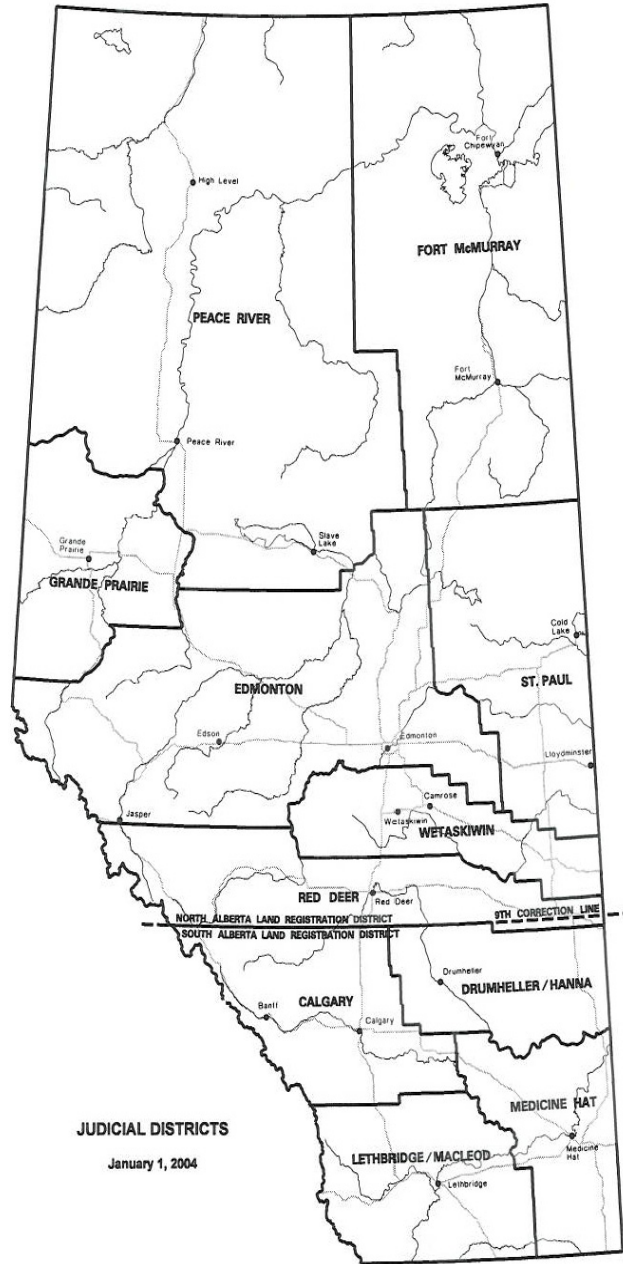 Fort
Chipewyan
High Level
FORT McMURRAY
PEACE RIVER
Fort
McMurray
Peace River
Grande
Prairie
Slave
Lake
GRANDE PRAIRIE
Cold
Lake
ST. PAUL
EDMONTON
Edson
Edmonton
Lloydminster
Camrose
Jasper
Wetaskiwin
WETASKIWIN
RED DEER
Red Deer
NORTH ALBERTA LAND REGISTRATION DISTRICT
9TH CORRECTION LINE
SOUTH ALBERTA LAND REGISTRATION DISTRICT
Drumheller
DRUMHELLER / HANNA
CALGARY
Banff
Calgary
MEDICINE HAT
JUDICIAL DISTRICTS
January 1, 2004
Medicine
Hat
LETHBRIDGE / MACLEOD
Lethbridge